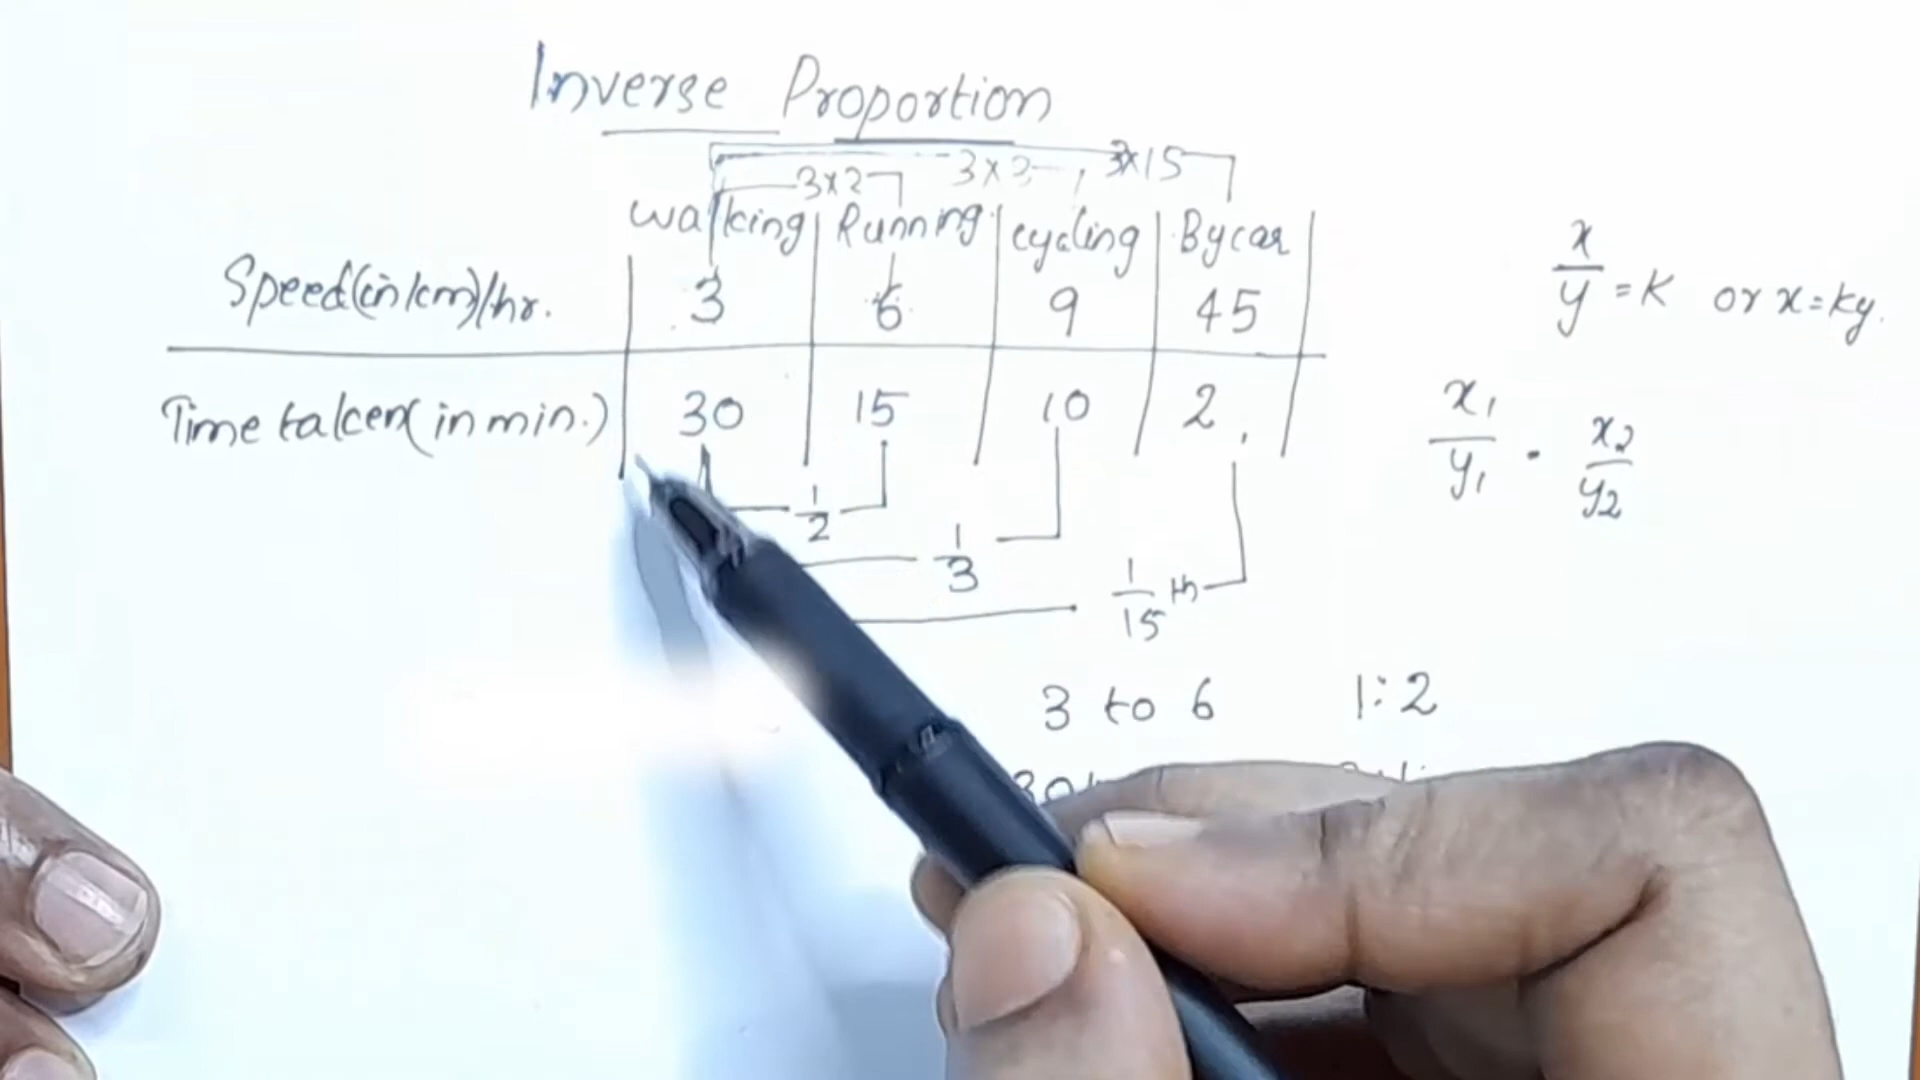 Inverse Proportion
3x2 3x3 3x15
walking Running cycling By car
Speed(in km)/hr. 3 6 9 45
Time taken(in min.) 30 15 10 2
1/2
1/3
1/15 th
x/y = K or x = ky.
x1/y1 · x2/y2
3 to 6 1:2